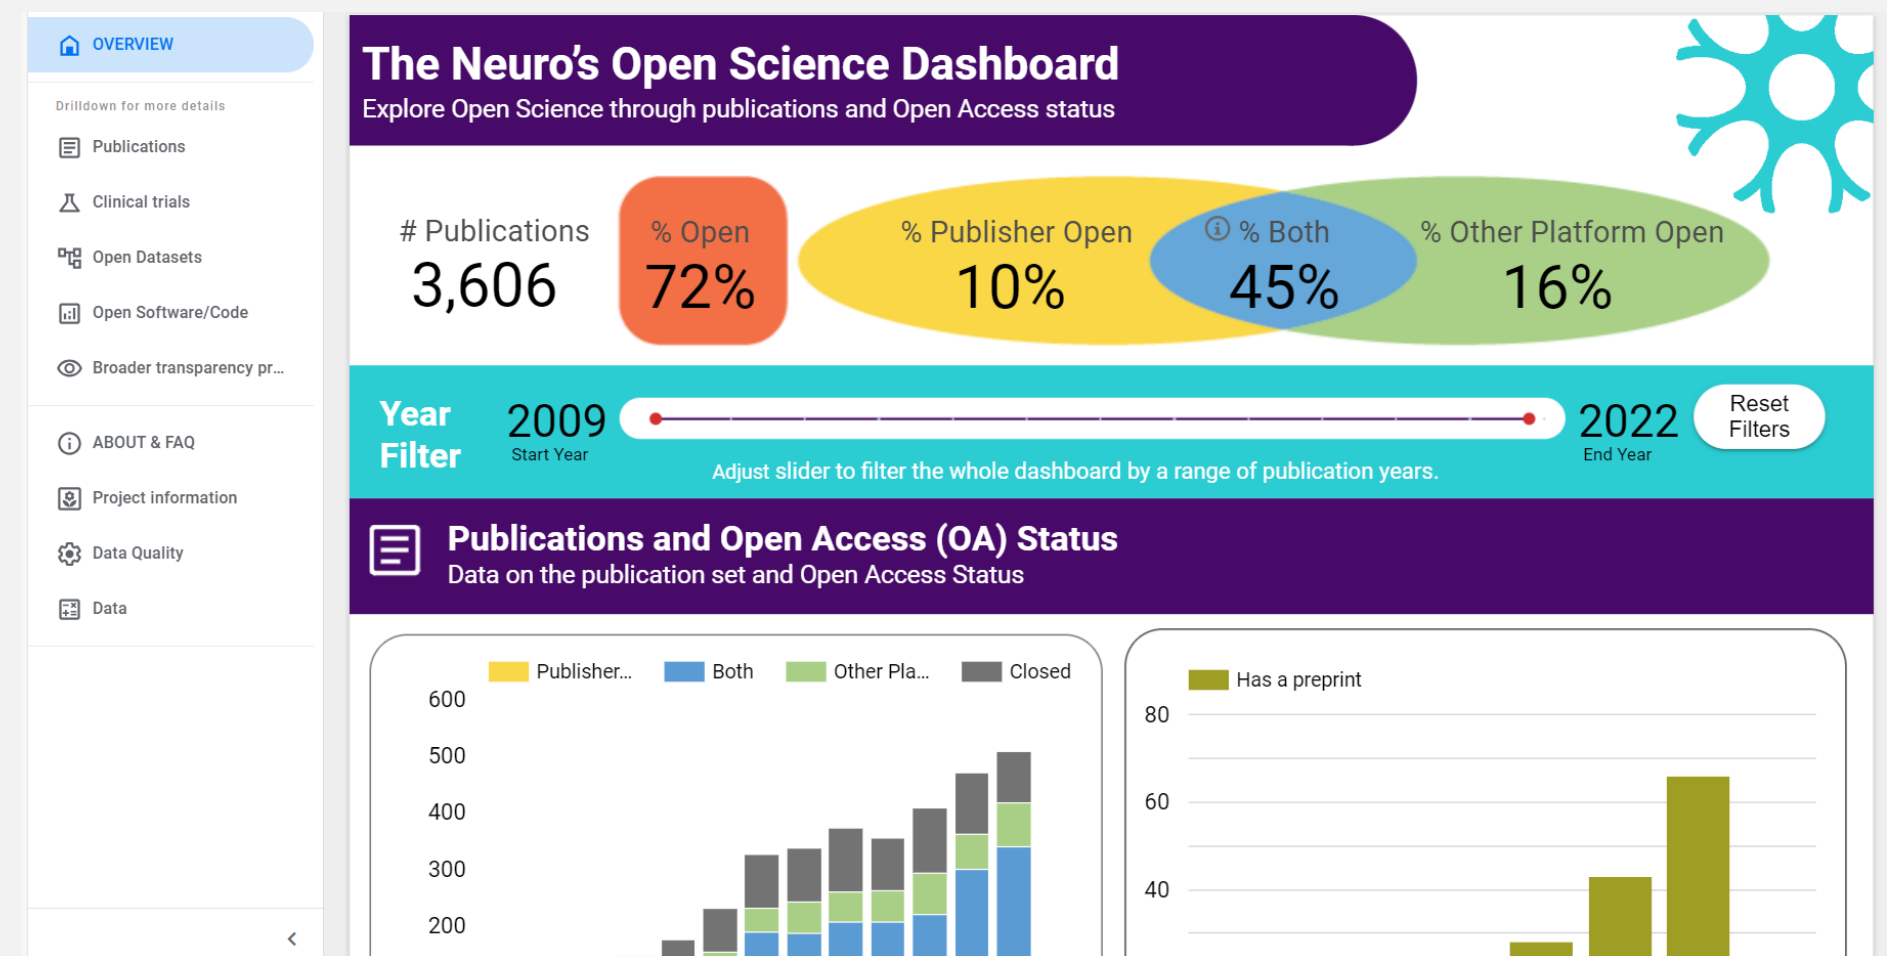 OVERVIEW
Drilldown for more details
Publications
Clinical trials
Open Datasets
Open Software/Code
Broader transparency pr...
ABOUT & FAQ
Project information
Data Quality
Data
The Neuro’s Open Science Dashboard
Explore Open Science through publications and Open Access status
# Publications
3,606
% Open
72%
% Publisher Open
10%
% Both
45%
% Other Platform Open
16%
Year
Filter
2009
Start Year
2022
End Year
Reset
Filters
Adjust slider to filter the whole dashboard by a range of publication years.
Publications and Open Access (OA) Status
Data on the publication set and Open Access Status
Publisher... Both Other Pla... Closed
600
500
400
300
200
Has a preprint
80
60
40